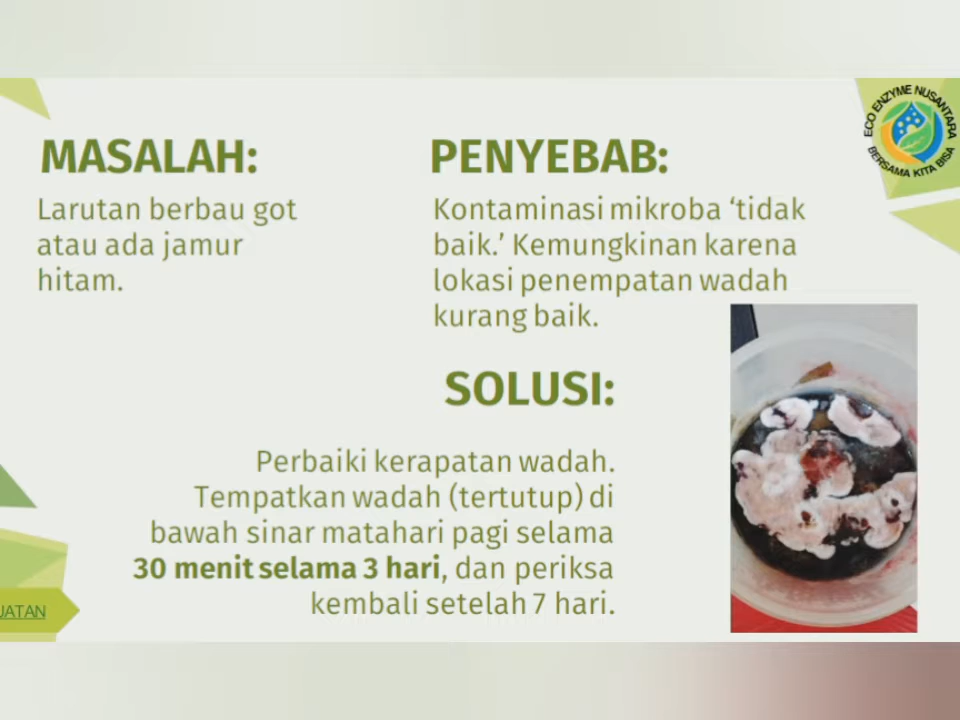 ECO ENZYME NUSANTARA
BERSAMA KITA BISA
MASALAH:
Larutan berbau got
atau ada jamur
hitam.
PENYEBAB:
Kontaminasi mikroba ‘tidak
baik.’ Kemungkinan karena
lokasi penempatan wadah
kurang baik.
SOLUSI:
Perbaiki kerapatan wadah.
Tempatkan wadah (tertutup) di
bawah sinar matahari pagi selama
30 menit selama 3 hari, dan periksa
kembali setelah 7 hari.